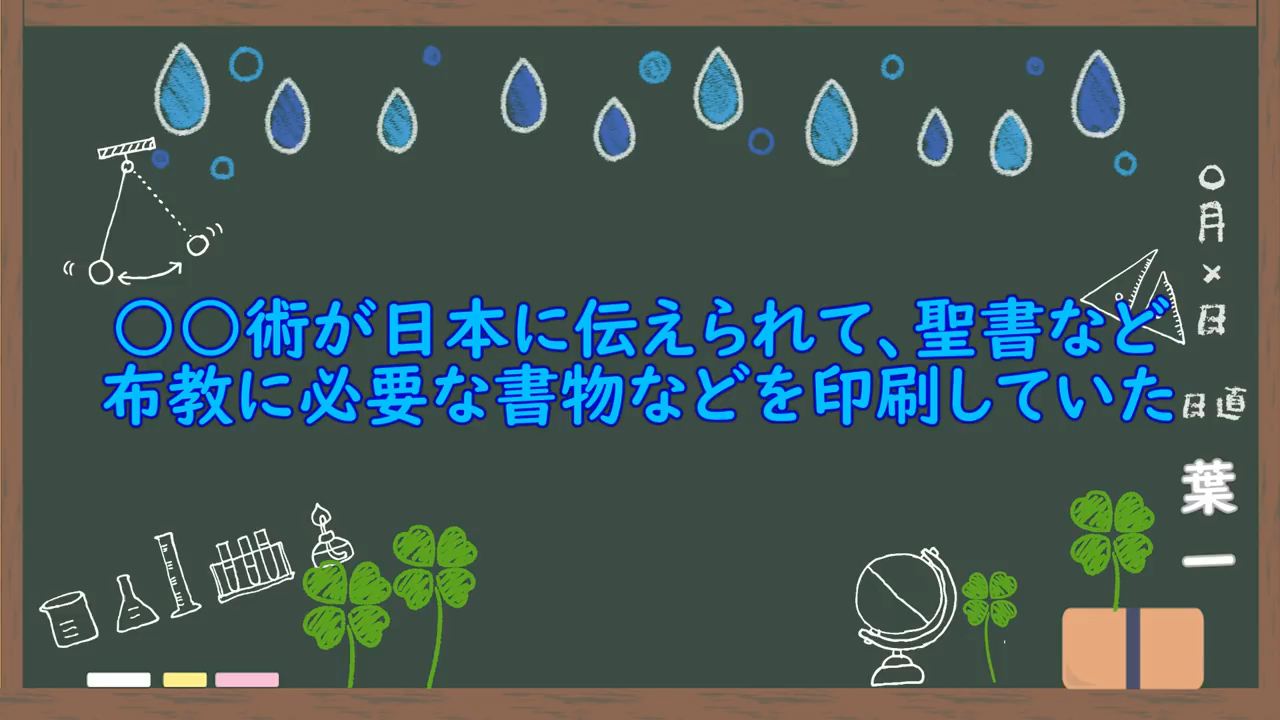 〇〇術が日本に伝えられて、聖書など
布教に必要な書物などを印刷していた
〇月×日
日直
葉一